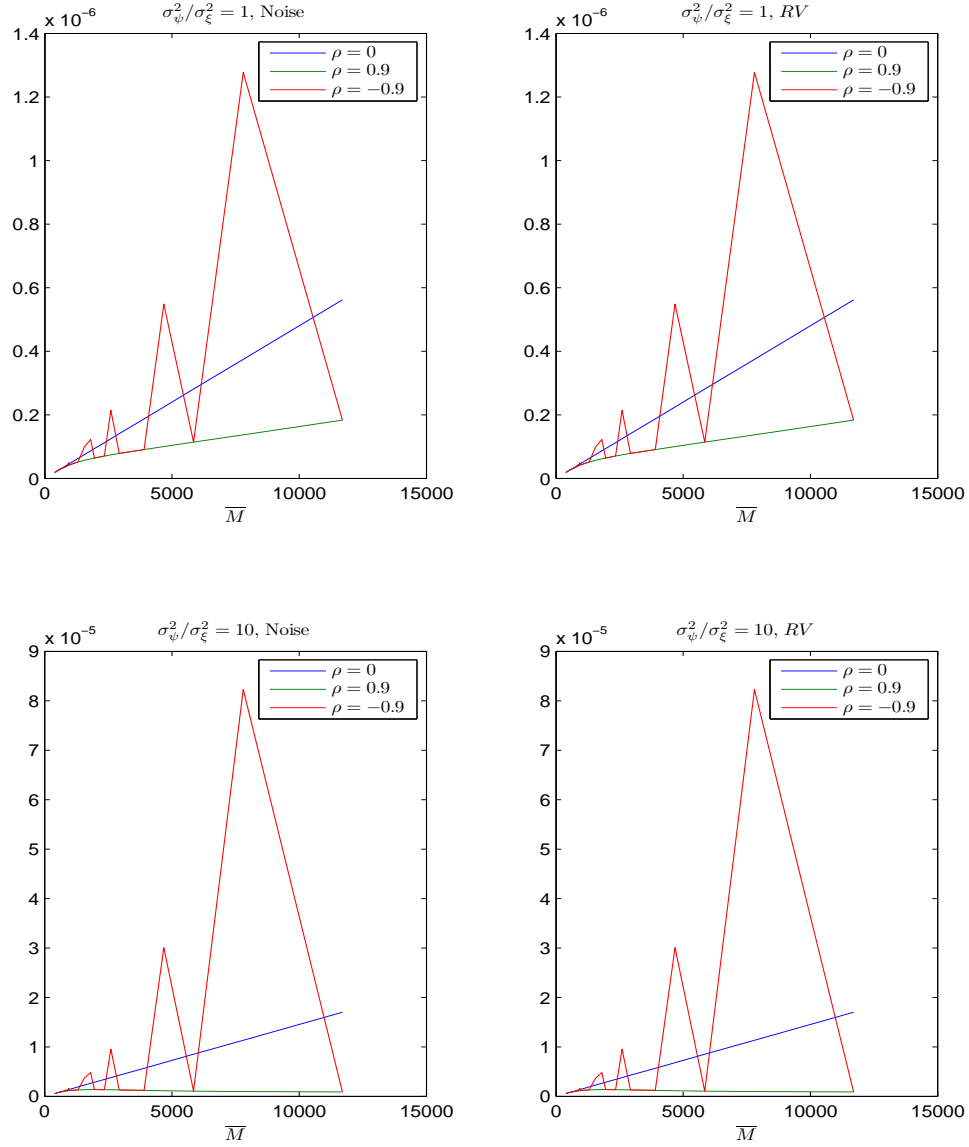 σ²_ψ/σ²_ξ = 1, Noise
x 10⁻⁶
1.4
1.2
1
0.8
0.6
0.4
0.2
0
0 5000 10000 15000
M̅
ρ = 0
ρ = 0.9
ρ = −0.9
σ²_ψ/σ²_ξ = 1, RV
x 10⁻⁶
1.4
1.2
1
0.8
0.6
0.4
0.2
0
0 5000 10000 15000
M̅
ρ = 0
ρ = 0.9
ρ = −0.9
σ²_ψ/σ²_ξ = 10, Noise
x 10⁻⁵
9
8
7
6
5
4
3
2
1
0
0 5000 10000 15000
M̅
ρ = 0
ρ = 0.9
ρ = −0.9
σ²_ψ/σ²_ξ = 10, RV
x 10⁻⁵
9
8
7
6
5
4
3
2
1
0
0 5000 10000 15000
M̅
ρ = 0
ρ = 0.9
ρ = −0.9